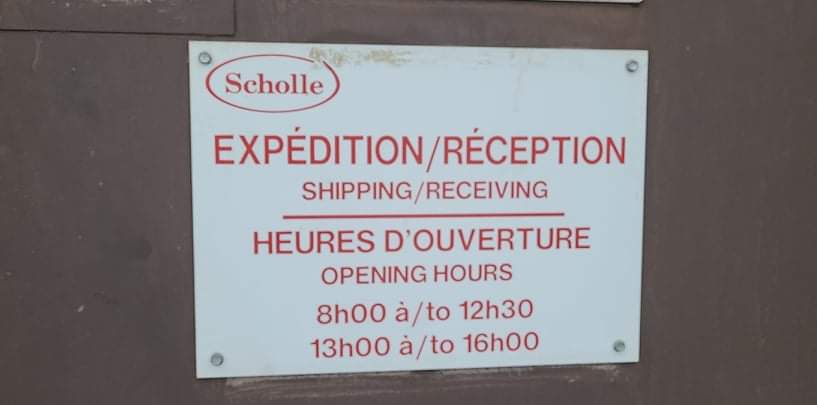 Scholle
EXPÉDITION/RÉCEPTION
SHIPPING/RECEIVING
HEURES D'OUVERTURE
OPENING HOURS
8h00 à/to 12h30
13h00 à/to 16h00